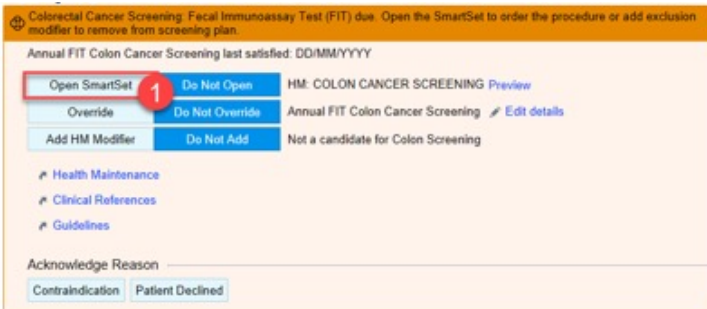 Colorectal Cancer Screening: Fecal Immunoassay Test (FIT) due. Open the SmartSet to order the procedure or add exclusion
modifier to remove from screening plan.
Annual FIT Colon Cancer Screening last satisfied: DD/MM/YYYY
Open SmartSet 1 Do Not Open HM: COLON CANCER SCREENING Preview
Override Do Not Override Annual FIT Colon Cancer Screening Edit details
Add HM Modifier Do Not Add Not a candidate for Colon Screening
Health Maintenance
Clinical References
Guidelines
Acknowledge Reason
Contraindication Patient Declined